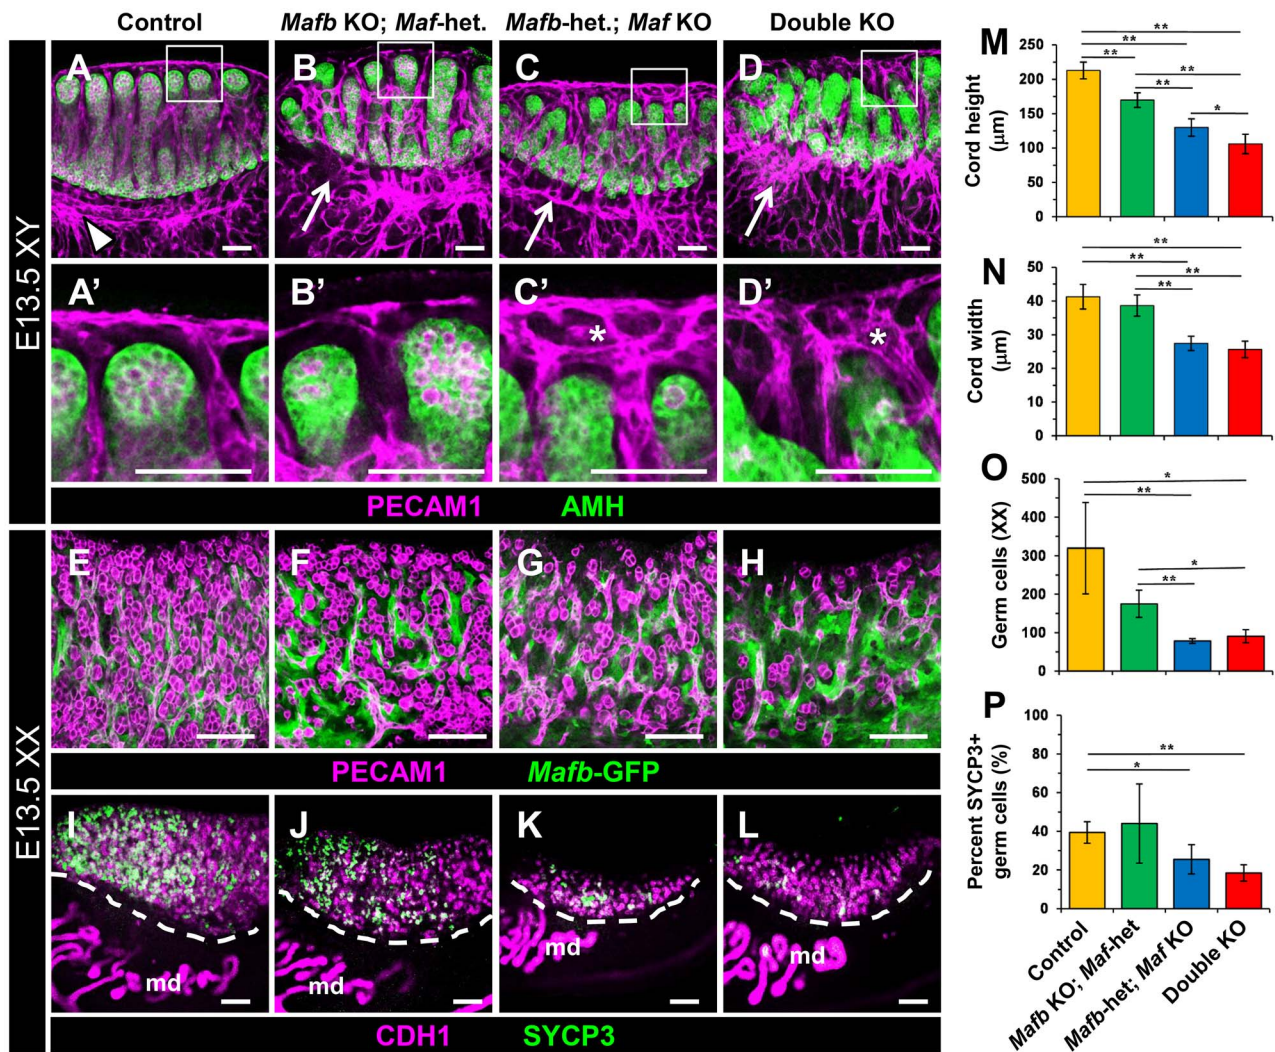 Control
Mafb KO; Maf-het.
Mafb-het.; Maf KO
Double KO
E13.5 XY
A
B
C
D
A’
B’
C’
*
D’
*
PECAM1 AMH
E13.5 XX
E
F
G
H
PECAM1 Mafb-GFP
I
md
J
md
K
md
L
md
CDH1 SYCP3
M
Cord height
(μm)
250
200
150
100
50
0
**
**
**
**
**
*
N
Cord width
(μm)
50
40
30
20
10
0
**
**
**
**
O
Germ cells (XX)
500
400
300
200
100
0
*
**
*
**
P
Percent SYCP3+
germ cells (%)
100
80
60
40
20
0
**
*
Control
Mafb KO; Maf-het
Mafb-het; Maf KO
Double KO